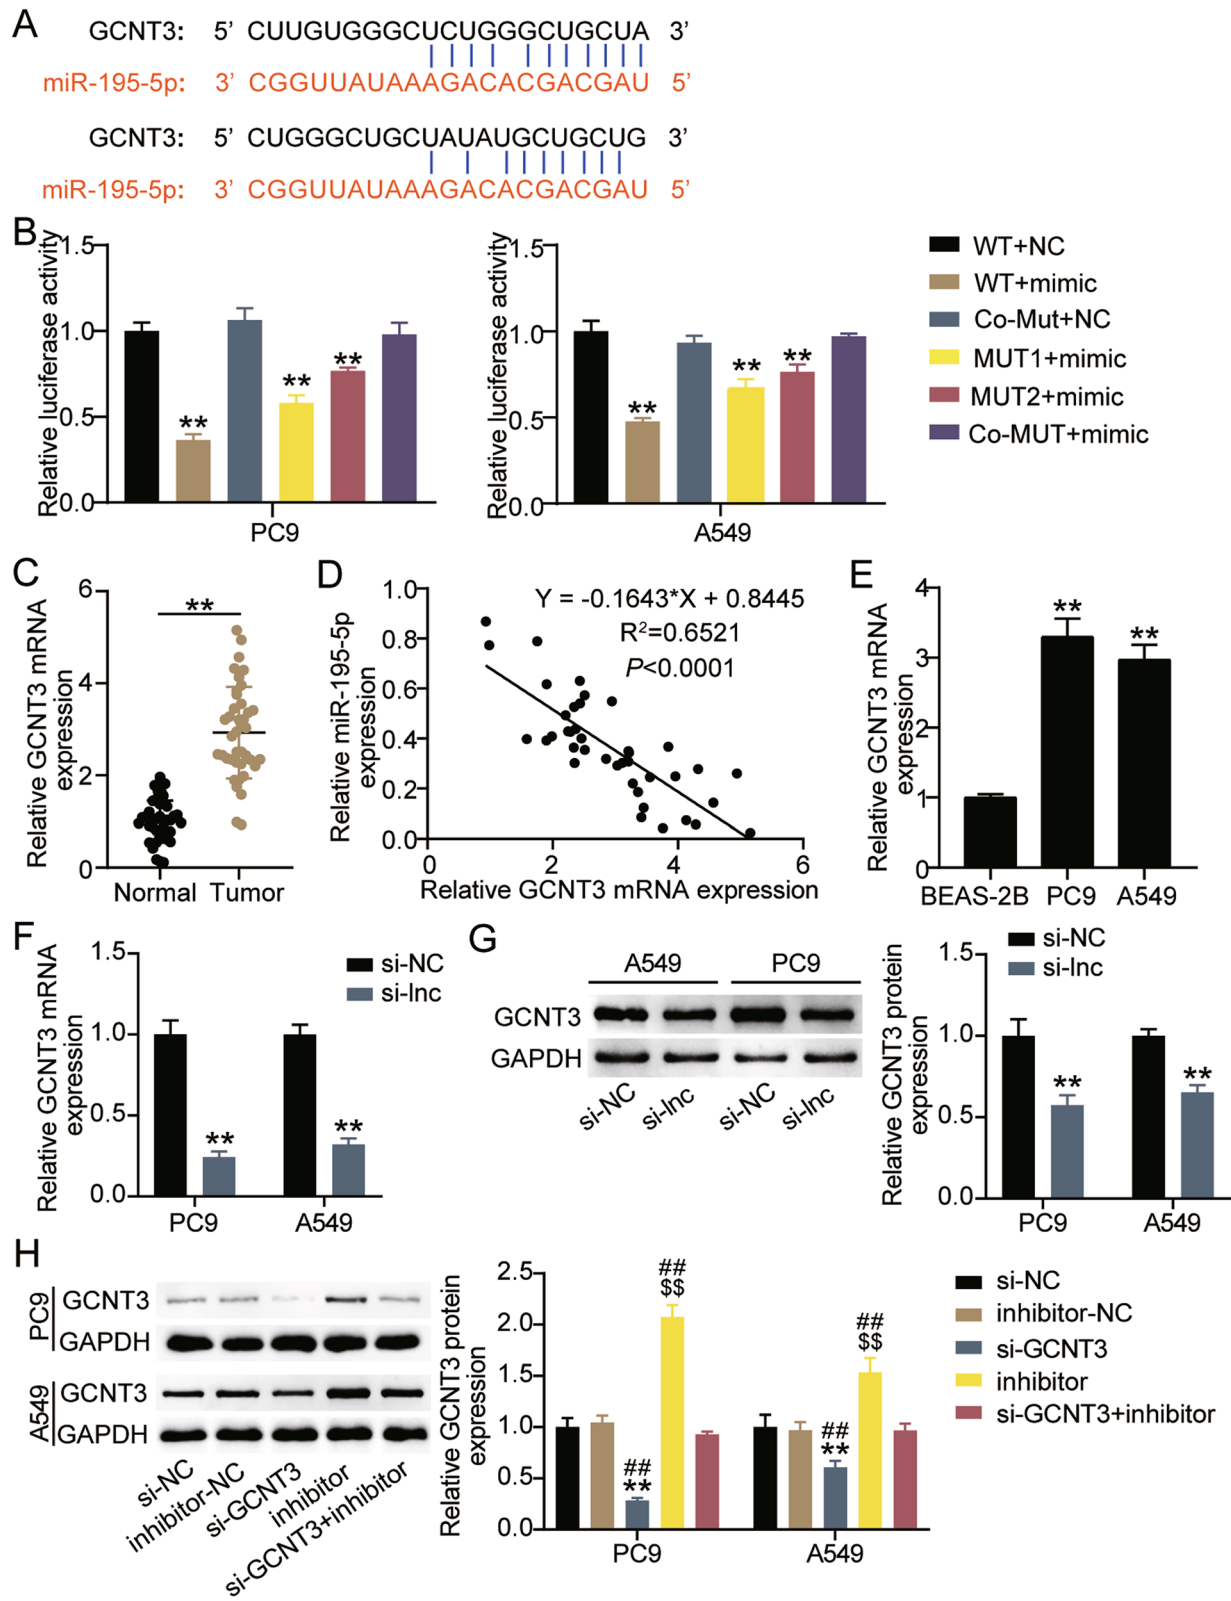 A
GCNT3: 5’ CUUGUGGGCUCUGGGCUGCUA 3’
miR-195-5p: 3’ CGGUUAUAAAGACACGACGAU 5’
GCNT3: 5’ CUGGGCUGCUAUAUGCUGCUG 3’
miR-195-5p: 3’ CGGUUAUAAAGACACGACGAU 5’
B
Relative luciferase activity
1.5
1.0
0.5
0.0
PC9
Relative luciferase activity
1.5
1.0
0.5
0.0
A549
** ** **
** ** **
WT+NC
WT+mimic
Co-Mut+NC
MUT1+mimic
MUT2+mimic
Co-MUT+mimic
C
Relative GCNT3 mRNA
expression
6
4
2
0
**
Normal Tumor
D
Relative miR-195-5p
expression
1.0
0.8
0.6
0.4
0.2
0.0
Y = -0.1643*X + 0.8445
R²=0.6521
P<0.0001
0 2 4 6
Relative GCNT3 mRNA expression
E
Relative GCNT3 mRNA
expression
4
3
2
1
0
** **
BEAS-2B PC9 A549
F
Relative GCNT3 mRNA
expression
1.5
1.0
0.5
0.0
** **
PC9 A549
si-NC
si-lnc
G
A549 PC9
GCNT3
GAPDH
si-NC si-lnc si-NC si-lnc
Relative GCNT3 protein
expression
1.5
1.0
0.5
0.0
** **
PC9 A549
si-NC
si-lnc
H
PC9
GCNT3
GAPDH
A549
GCNT3
GAPDH
si-NC
inhibitor-NC
si-GCNT3
inhibitor
si-GCNT3+inhibitor
Relative GCNT3 protein
expression
2.5
2.0
1.5
1.0
0.5
0.0
##
**
##
$$
##
**
##
$$
PC9 A549
si-NC
inhibitor-NC
si-GCNT3
inhibitor
si-GCNT3+inhibitor